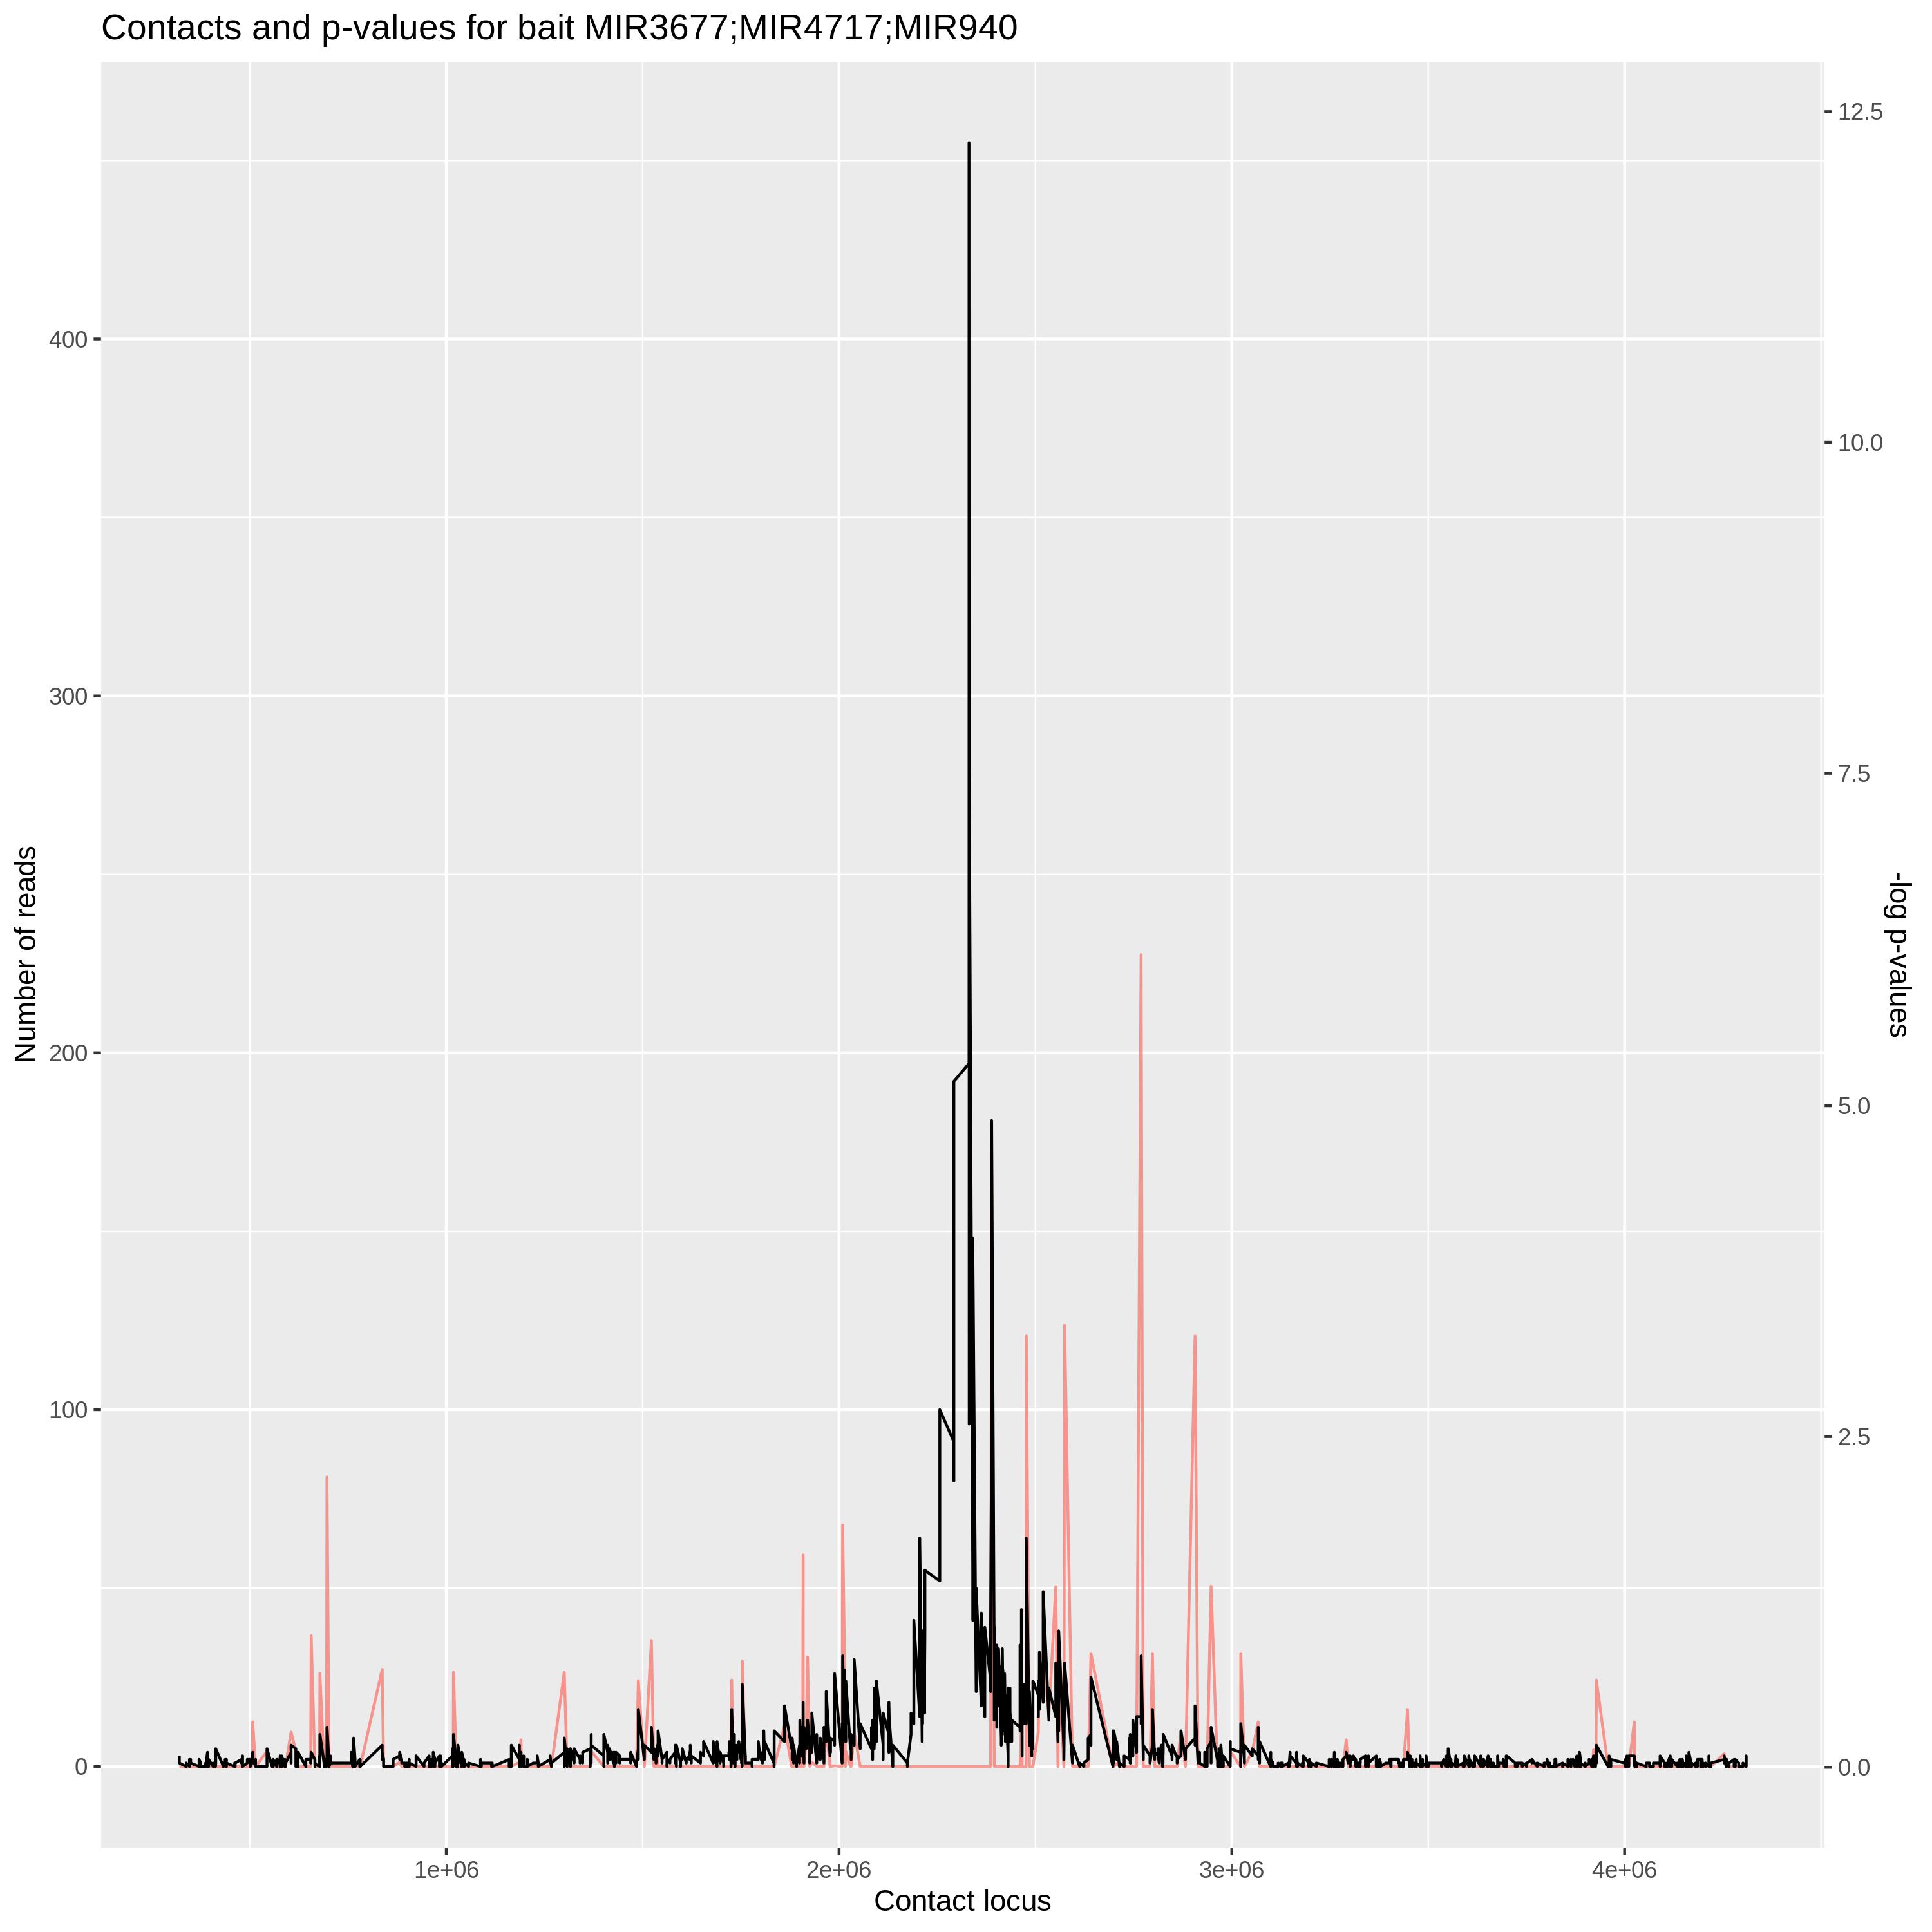 Contacts and p-values for bait MIR3677;MIR4717;MIR940
Number of reads
400
300
200
100
0
12.5
10.0
7.5
5.0
2.5
0.0
-log p-values
1e+06
2e+06
3e+06
4e+06
Contact locus